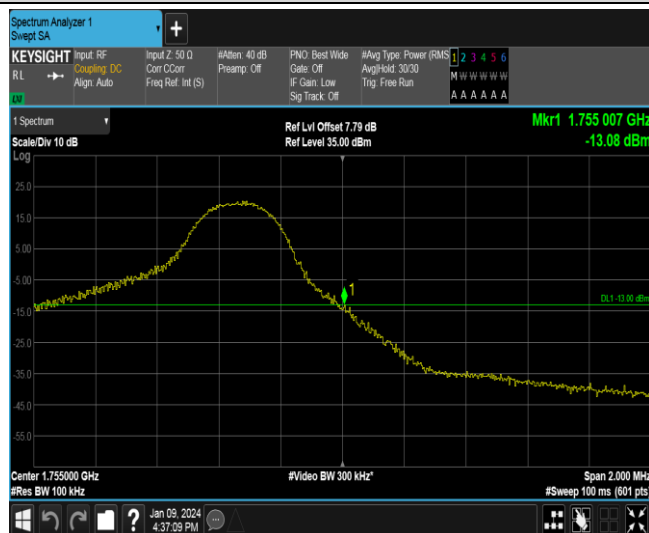 Spectrum Analyzer 1
Swept SA
+
KEYSIGHT Input: RF
RL
Coupling: DC
Align: Auto
LXI
Input Z: 50 Ω
Corr CCorr
Freq Ref: Int (S)
#Atten: 40 dB
Preamp: Off
PNO: Best Wide
Gate: Off
IF Gain: Low
Sig Track: Off
#Avg Type: Power (RMS
Avg|Hold: 30/30
Trig: Free Run
1 2 3 4 5 6
M W W W W W
A A A A A A
1 Spectrum
Scale/Div 10 dB
Log
Ref Lvl Offset 7.79 dB
Ref Level 35.00 dBm
Mkr1 1.755 007 GHz
-13.08 dBm
25.0
15.0
5.00
-5.00
-15.0
-25.0
-35.0
-45.0
-55.0
1
DL1 -13.00 dBm
Center 1.755000 GHz
#Res BW 100 kHz
#Video BW 300 kHz*
Span 2.000 MHz
#Sweep 100 ms (601 pts)
?
Jan 09, 2024
4:37:09 PM